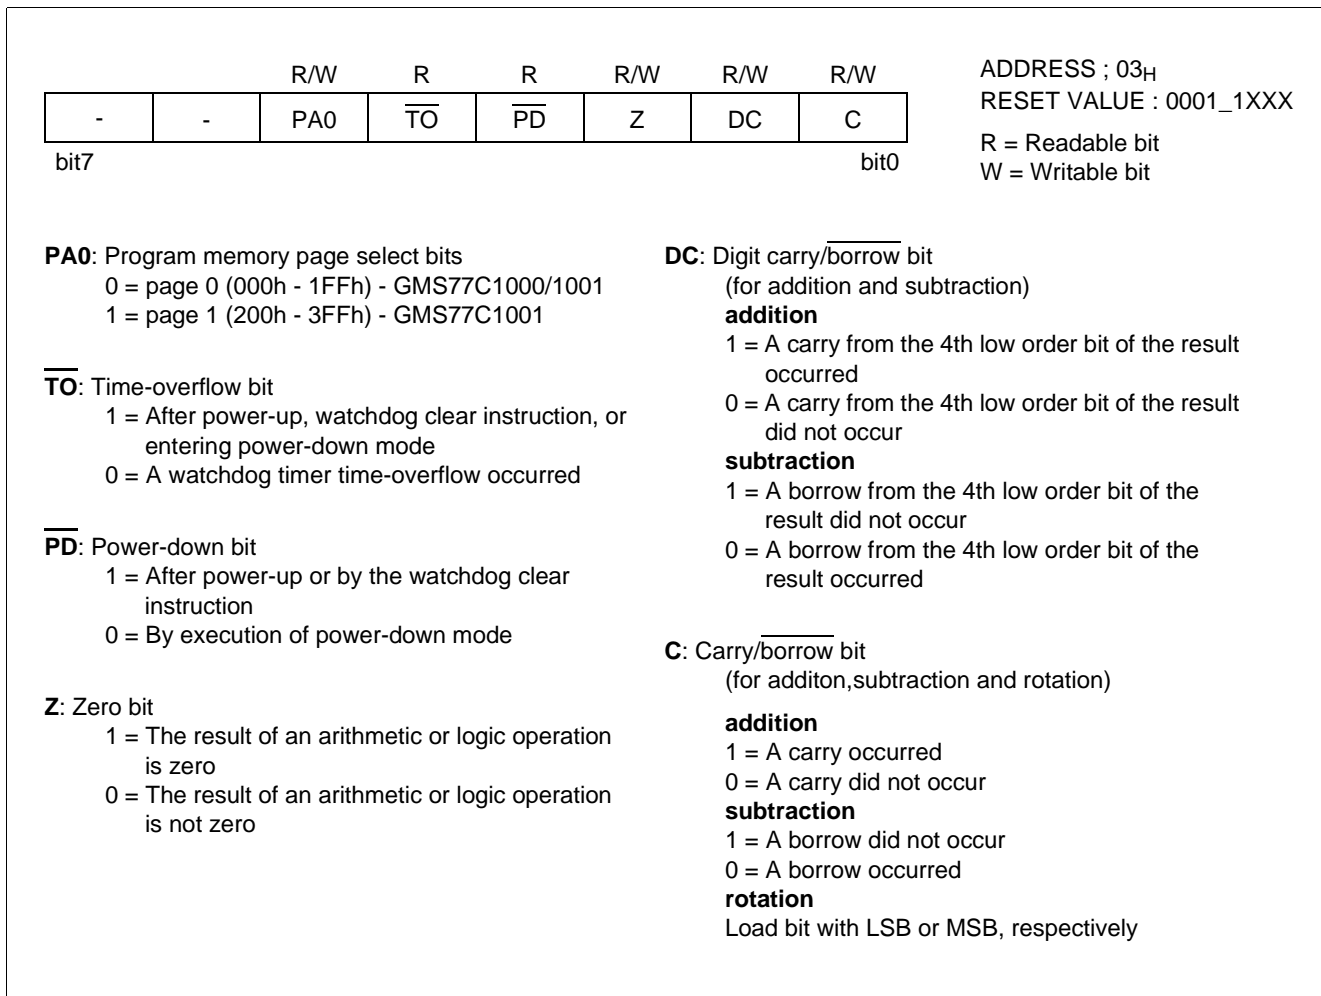 R/W R R R/W R/W R/W
- - PA0 TO PD Z DC C
bit7 bit0
ADDRESS ; 03H
RESET VALUE : 0001_1XXX
R = Readable bit
W = Writable bit
PA0: Program memory page select bits
0 = page 0 (000h - 1FFh) - GMS77C1000/1001
1 = page 1 (200h - 3FFh) - GMS77C1001
TO: Time-overflow bit
1 = After power-up, watchdog clear instruction, or
entering power-down mode
0 = A watchdog timer time-overflow occurred
PD: Power-down bit
1 = After power-up or by the watchdog clear
instruction
0 = By execution of power-down mode
Z: Zero bit
1 = The result of an arithmetic or logic operation
is zero
0 = The result of an arithmetic or logic operation
is not zero
DC: Digit carry/borrow bit
(for addition and subtraction)
addition
1 = A carry from the 4th low order bit of the result
occurred
0 = A carry from the 4th low order bit of the result
did not occur
subtraction
1 = A borrow from the 4th low order bit of the
result did not occur
0 = A borrow from the 4th low order bit of the
result occurred
C: Carry/borrow bit
(for additon,subtraction and rotation)
addition
1 = A carry occurred
0 = A carry did not occur
subtraction
1 = A borrow did not occur
0 = A borrow occurred
rotation
Load bit with LSB or MSB, respectively